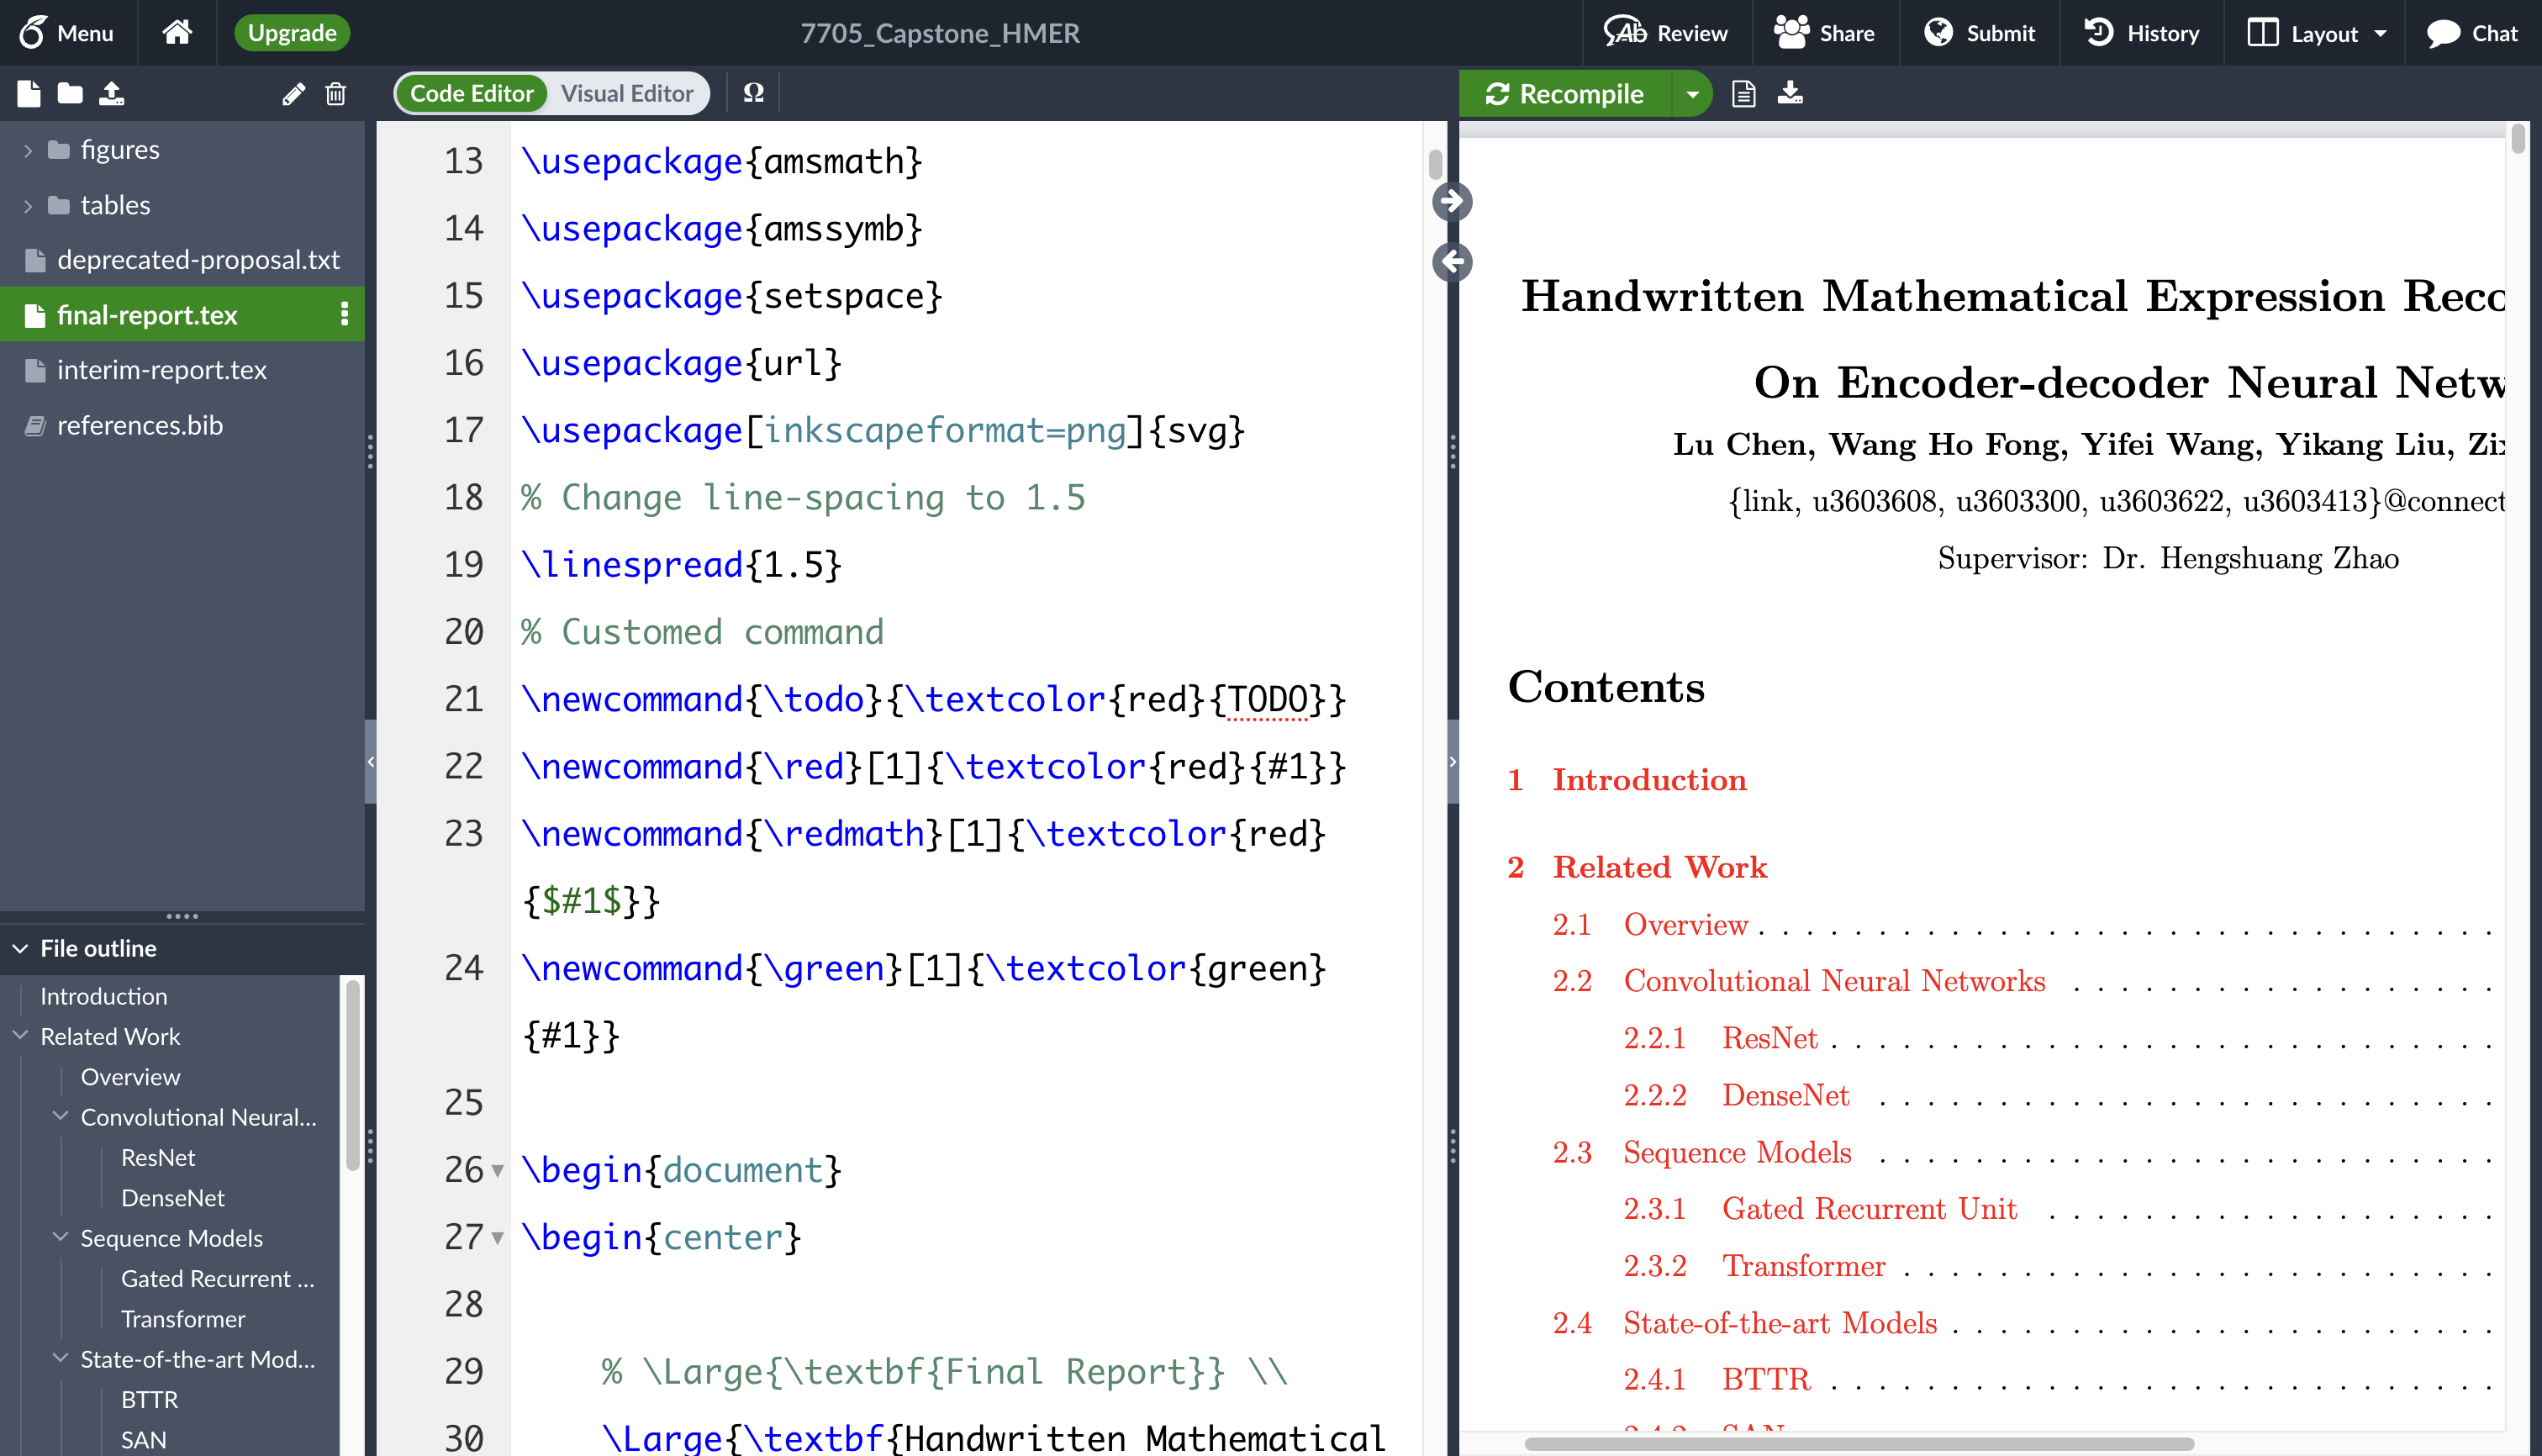 Menu
Upgrade
7705_Capstone_HMER
Review
Share
Submit
History
Layout
Chat
Code Editor
Visual Editor
Ω
Recompile
figures
tables
deprecated-proposal.txt
final-report.tex
interim-report.tex
references.bib
File outline
Introduction
Related Work
Overview
Convolutional Neural...
ResNet
DenseNet
Sequence Models
Gated Recurrent ...
Transformer
State-of-the-art Mod...
BTTR
SAN
13 \usepackage{amsmath}
14 \usepackage{amssymb}
15 \usepackage{setspace}
16 \usepackage{url}
17 \usepackage[inkscapeformat=png]{svg}
18 % Change line-spacing to 1.5
19 \linespread{1.5}
20 % Customed command
21 \newcommand{\todo}{\textcolor{red}{TODO}}
22 \newcommand{\red}[1]{\textcolor{red}{#1}}
23 \newcommand{\redmath}[1]{\textcolor{red}
{$#1$}}
24 \newcommand{\green}[1]{\textcolor{green}
{#1}}
25
26 \begin{document}
27 \begin{center}
28
29 % \Large{\textbf{Final Report}} \\
30 \Large{\textbf{Handwritten Mathematical
Handwritten Mathematical Expression Reco
On Encoder-decoder Neural Netw
Lu Chen, Wang Ho Fong, Yifei Wang, Yikang Liu, Zix
{link, u3603608, u3603300, u3603622, u3603413}@connect
Supervisor: Dr. Hengshuang Zhao
Contents
1 Introduction
2 Related Work
2.1 Overview . . . . . . . . . . . . . . . . . . . . . . . . . . . . . . .
2.2 Convolutional Neural Networks . . . . . . . . . . . . . . . . . .
2.2.1 ResNet . . . . . . . . . . . . . . . . . . . . . . . . . . . .
2.2.2 DenseNet . . . . . . . . . . . . . . . . . . . . . . . . . .
2.3 Sequence Models . . . . . . . . . . . . . . . . . . . . . . . . . .
2.3.1 Gated Recurrent Unit . . . . . . . . . . . . . . . . . . .
2.3.2 Transformer . . . . . . . . . . . . . . . . . . . . . . . . .
2.4 State-of-the-art Models . . . . . . . . . . . . . . . . . . . . . . .
2.4.1 BTTR . . . . . . . . . . . . . . . . . . . . . . . . . . . .
2.4.2 SAN